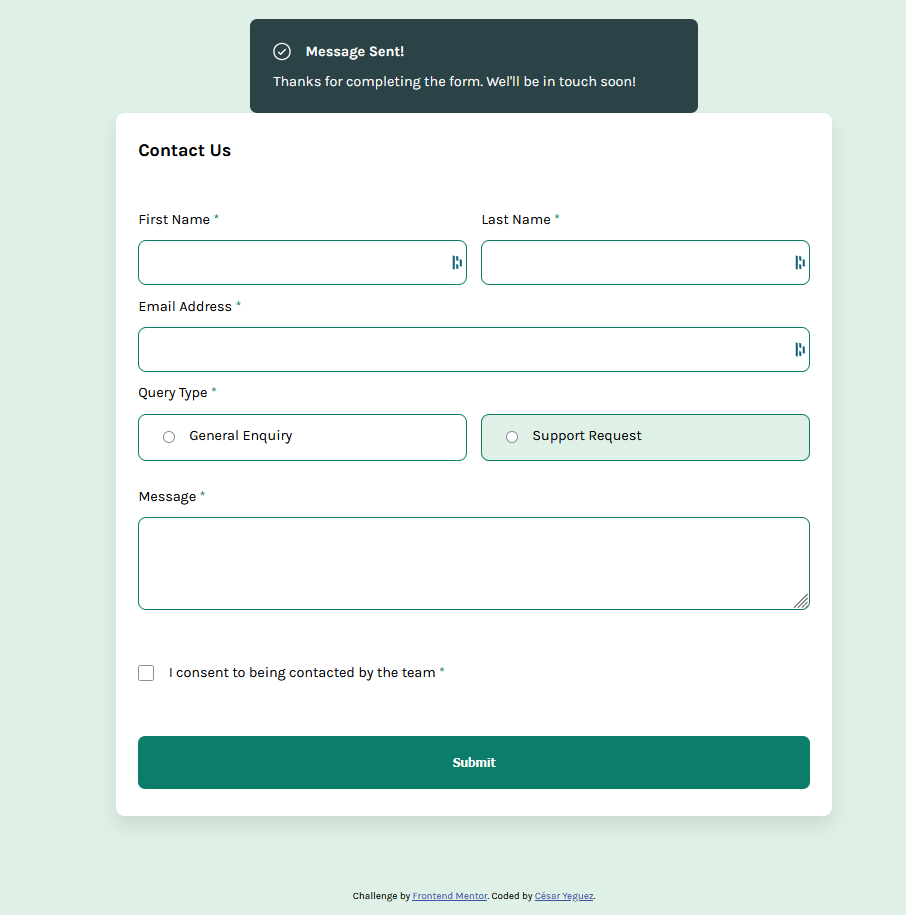 Message Sent!
Thanks for completing the form. Wel'll be in touch soon!
Contact Us
First Name *
Last Name *
Email Address *
Query Type *
General Enquiry
Support Request
Message *
I consent to being contacted by the team *
Submit
Challenge by Frontend Mentor. Coded by César Yeguez.